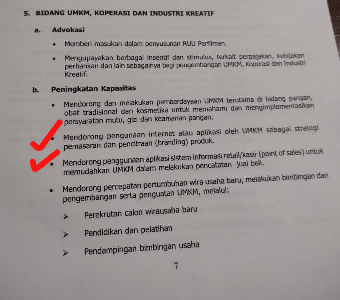 5. BIDANG UMKM, KOPERASI DAN INDUSTRI KREATIF
a. Advokasi
• Memberi masukan dalam penyusunan RUU Perfilman.
• Mengupayakan berbagai insentif dan stimulus, terkait perpajakan, kebijakan
perbankan dan lain sebagainya bagi pengembangan UMKM, Koperasi dan Industri
Kreatif.
b. Peningkatan Kapasitas
• Mendorong dan melakukan pemberdayaan UMKM terutama di bidang pangan,
obat tradisional dan kosmetika untuk memahami dan mengimplementasikan
persyaratan mutu, gizi dan keamanan pangan.
• Mendorong pengunaan internet atau aplikasi oleh UMKM sebagai strategi
pemasaran dan pencitraan (branding) produk.
• Mendorong penggunaan aplikasi sistem informasi retail/kasir (point of sales) untuk
memudahkan UMKM dalam melakukan pencatatan jual beli.
• Mendorong percepatan pertumbuhan wira usaha baru, melakukan bimbingan dan
pengembangan serta penguatan UMKM, melalui:
➢ Perekrutan calon wirausaha baru
➢ Pendidikan dan pelatihan
➢ Pendampingan bimbingan usaha
7